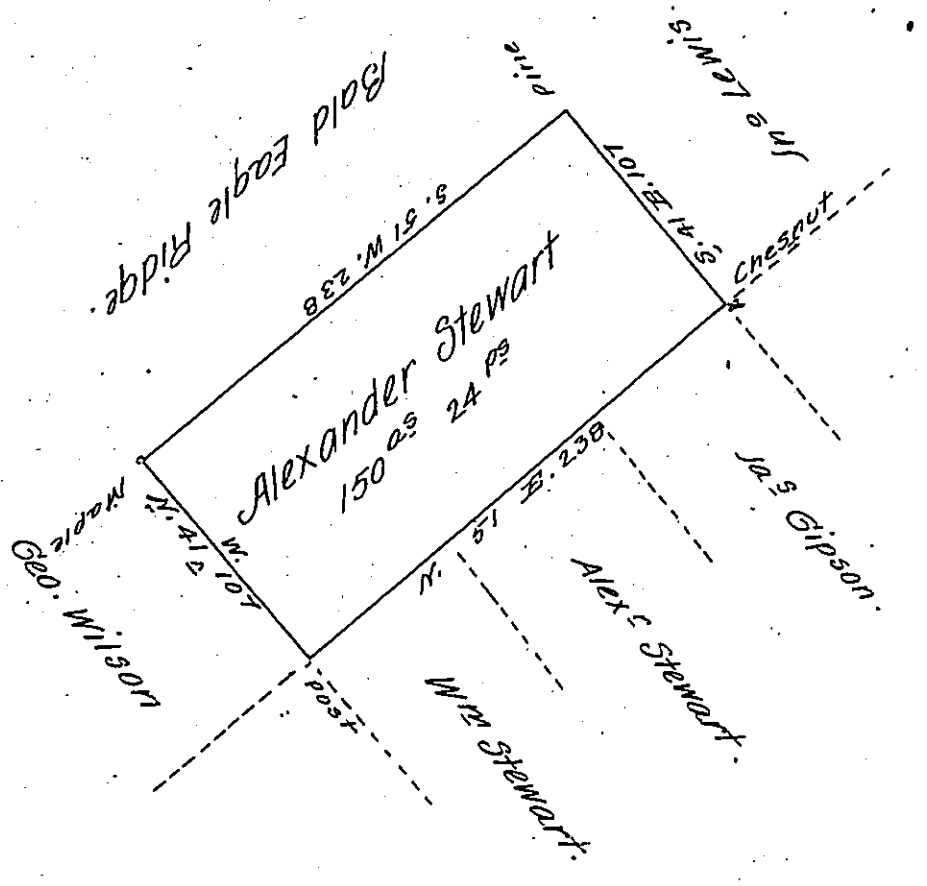 Bald Eagle Ridge.
pine
Jno Lewis
S. 51 W. 238
S. 41 E. 107
Chesnut
Alexander Stewart
150 as 24 ps
Maple
N. 41 W. 107
Geo. Wilson
N. 51 E. 238
post
Jas Gipson.
Alexr Stewart.
Wm Stewart.